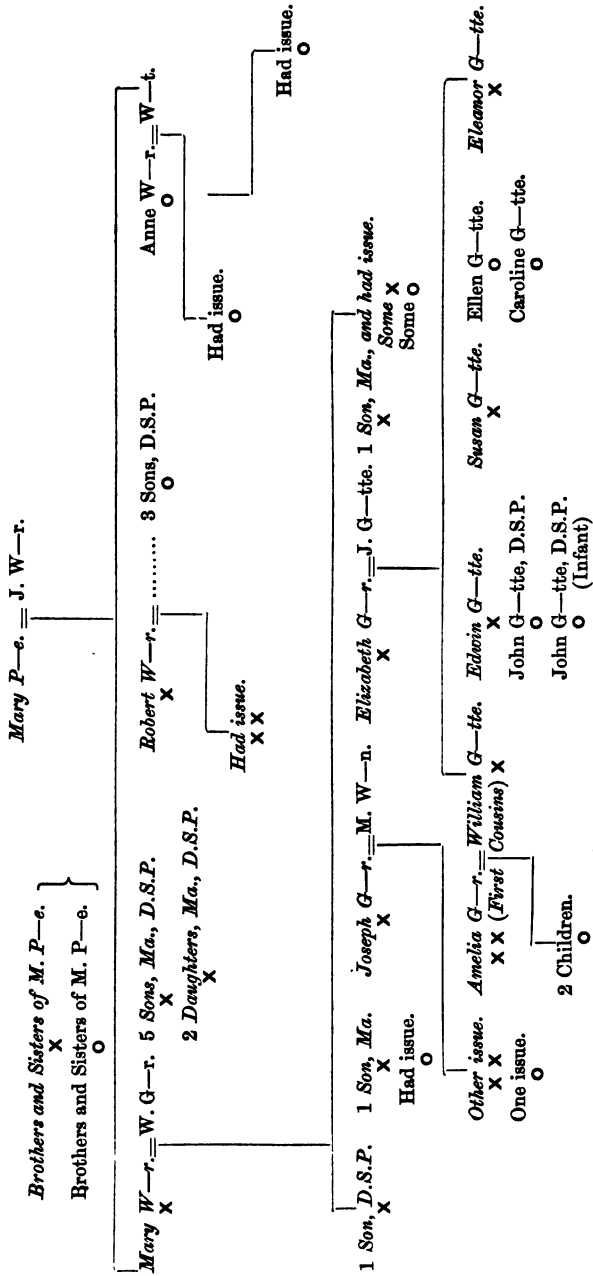 Brothers and Sisters of M. P—e.
X
Brothers and Sisters of M. P—e.
O
Mary P—e. = J. W—r.
Mary W—r. = W. G—r. 5 Sons, Ma., D.S.P.
X X
2 Daughters, Ma., D.S.P.
X
Robert W—r. = .......... 3 Sons, D.S.P.
X O
Had issue.
X X
Anne W—r. = W—t.
O
Had issue.
O
Had issue.
O
1 Son, D.S.P.
X
1 Son, Ma.
X
Had issue.
O
Joseph G—r. = M. W—n.
X
Elizabeth G—r. = J. G—tte.
X
1 Son, Ma., and had issue.
X Some X
Some O
Other issue.
X X
One issue.
O
Amelia G—r. = William G—tte.
X X (First Cousins) X
2 Children.
O
Edwin G—tte.
X
John G—tte, D.S.P.
O
John G—tte, D.S.P.
O (Infant)
Susan G—tte.
X
Ellen G—tte.
O
Caroline G—tte.
O
Eleanor G—tte.
X